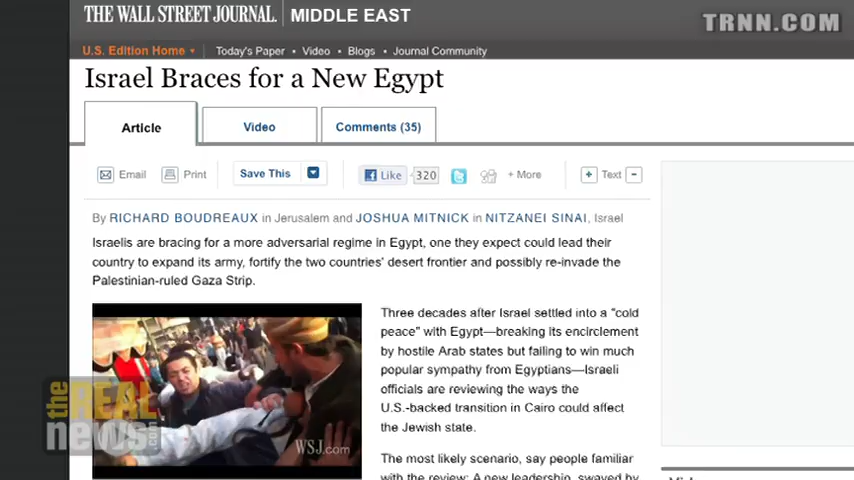 THE WALL STREET JOURNAL. MIDDLE EAST
TRNN.COM
U.S. Edition Home Today's Paper • Video • Blogs • Journal Community
Israel Braces for a New Egypt
Article Video Comments (35)
Email Print Save This Like 320 + More + Text -
By RICHARD BOUDREAUX in Jerusalem and JOSHUA MITNICK in NITZANEI SINAI, Israel
Israelis are bracing for a more adversarial regime in Egypt, one they expect could lead their
country to expand its army, fortify the two countries' desert frontier and possibly re-invade the
Palestinian-ruled Gaza Strip.
Three decades after Israel settled into a "cold
peace" with Egypt—breaking its encirclement
by hostile Arab states but failing to win much
popular sympathy from Egyptians—Israeli
officials are reviewing the ways the
U.S.-backed transition in Cairo could affect
the Jewish state.
The most likely scenario, say people familiar
with the review: A new leadership, swayed by
WSJ.com
the REAL
news.com